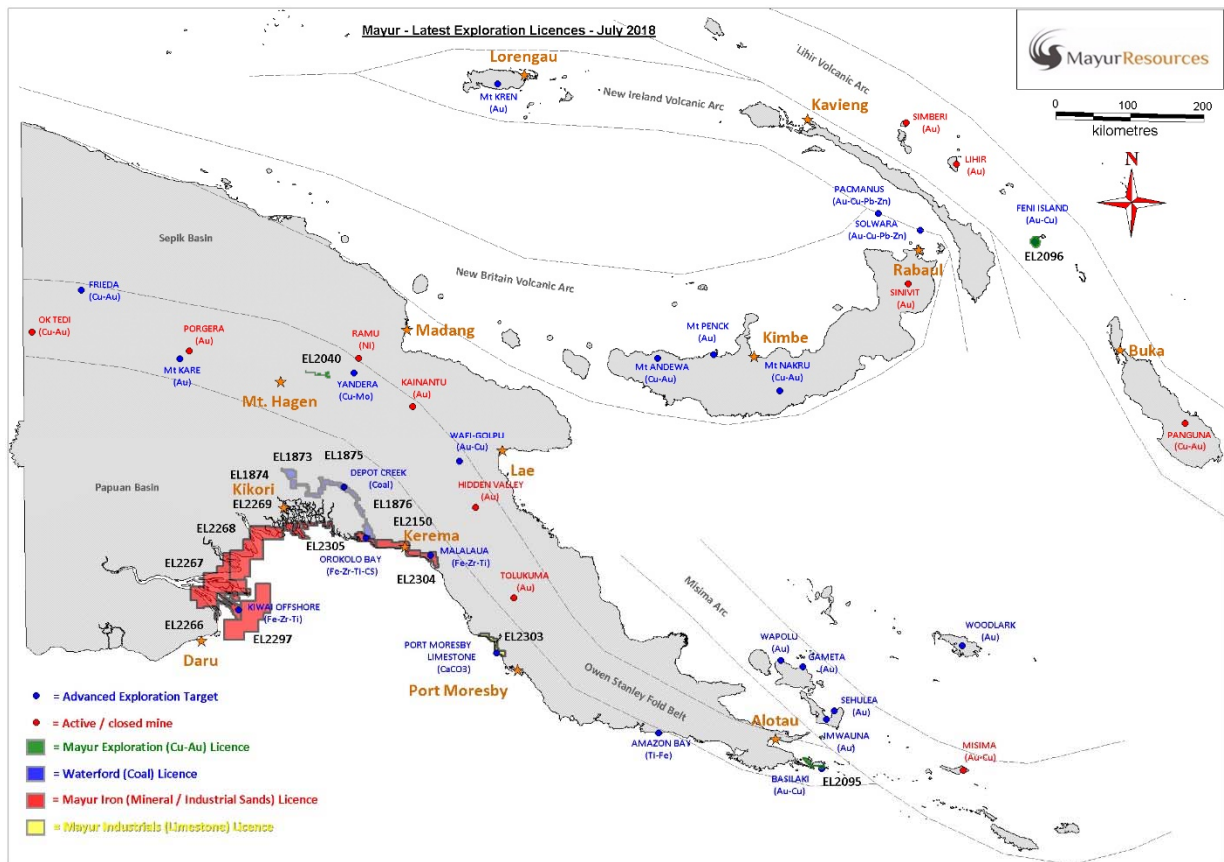 Mayur - Latest Exploration Licences - July 2018
MayurResources
0 100 200
kilometres
N
Lorengau
Mt KREN
(Au)
New Ireland Volcanic Arc
Lihir Volcanic Arc
Kavieng
SIMBERI
(Au)
LIHIR
(Au)
PACMANUS
(Au-Cu-Pb-Zn)
SOLWARA
(Au-Cu-Pb-Zn)
FENI ISLAND
(Au-Cu)
EL2096
Rabaul
SINIVIT
(Au)
Sepik Basin
New Britain Volcanic Arc
FRIEDA
(Cu-Au)
OK TEDI
(Cu-Au)
PORGERA
(Au)
Mt KARE
(Au)
EL2040
RAMU
(Ni)
Madang
YANDERA
(Cu-Mo)
Mt. Hagen
KAINANTU
(Au)
Mt PENCK
(Au)
Kimbe
Mt ANDEWA
(Cu-Au)
Mt NAKRU
(Cu-Au)
Buka
PANGUNA
(Cu-Au)
WAFI-GOLPU
(Au-Cu)
Lae
HIDDEN VALLEY
(Au)
EL1873
EL1875
EL1874
DEPOT CREEK
(Coal)
Papuan Basin
Kikori
EL2269
EL1876
EL2150
EL2268
Kerema
EL2305
OROKOLO BAY
(Fe-Zr-Ti-CS)
MALALAUA
(Fe-Zr-Ti)
EL2304
EL2267
TOLUKUMA
(Au)
KIWAI OFFSHORE
(Fe-Zr-Ti)
EL2266
EL2297
Daru
EL2303
PORT MORESBY
LIMESTONE
(CaCO3)
Port Moresby
Misima Arc
Owen Stanley Fold Belt
WAPOLU
(Au)
GAMETA
(Au)
WOODLARK
(Au)
SEHULEA
(Au)
IMWAUNA
(Au)
Alotau
AMAZON BAY
(Ti-Fe)
BASILAKI
(Au-Cu)
EL2095
MISIMA
(Au-Cu)
= Advanced Exploration Target
= Active / closed mine
= Mayur Exploration (Cu-Au) Licence
= Waterford (Coal) Licence
= Mayur Iron (Mineral / Industrial Sands) Licence
= Mayur Industrials (Limestone) Licence